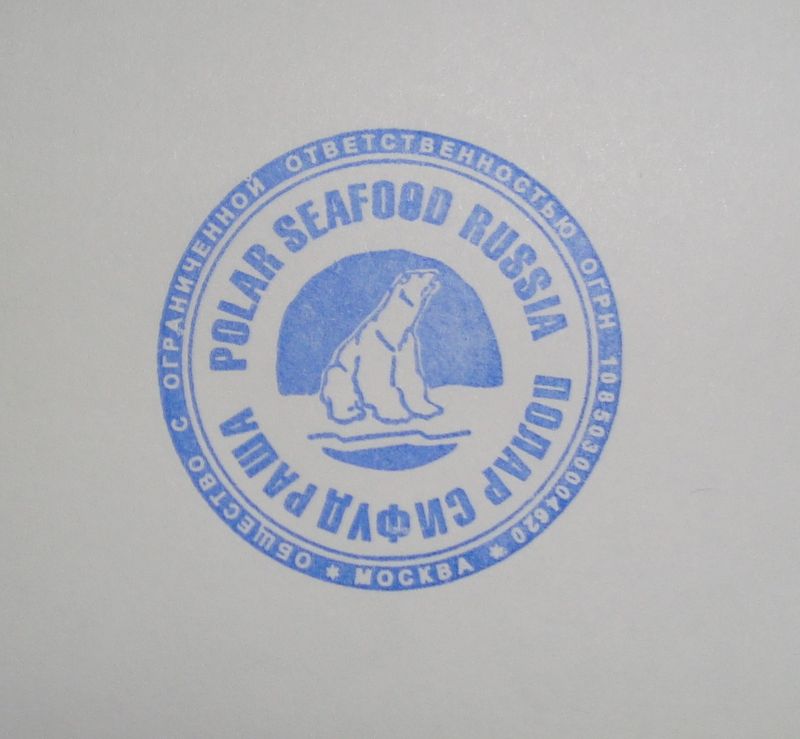 ОБЩЕСТВО С ОГРАНИЧЕННОЙ ОТВЕТСТВЕННОСТЬЮ ОГРН 1085030004620
* МОСКВА *
POLAR SEAFOOD RUSSIA
ПОЛАР СИФУД РАША